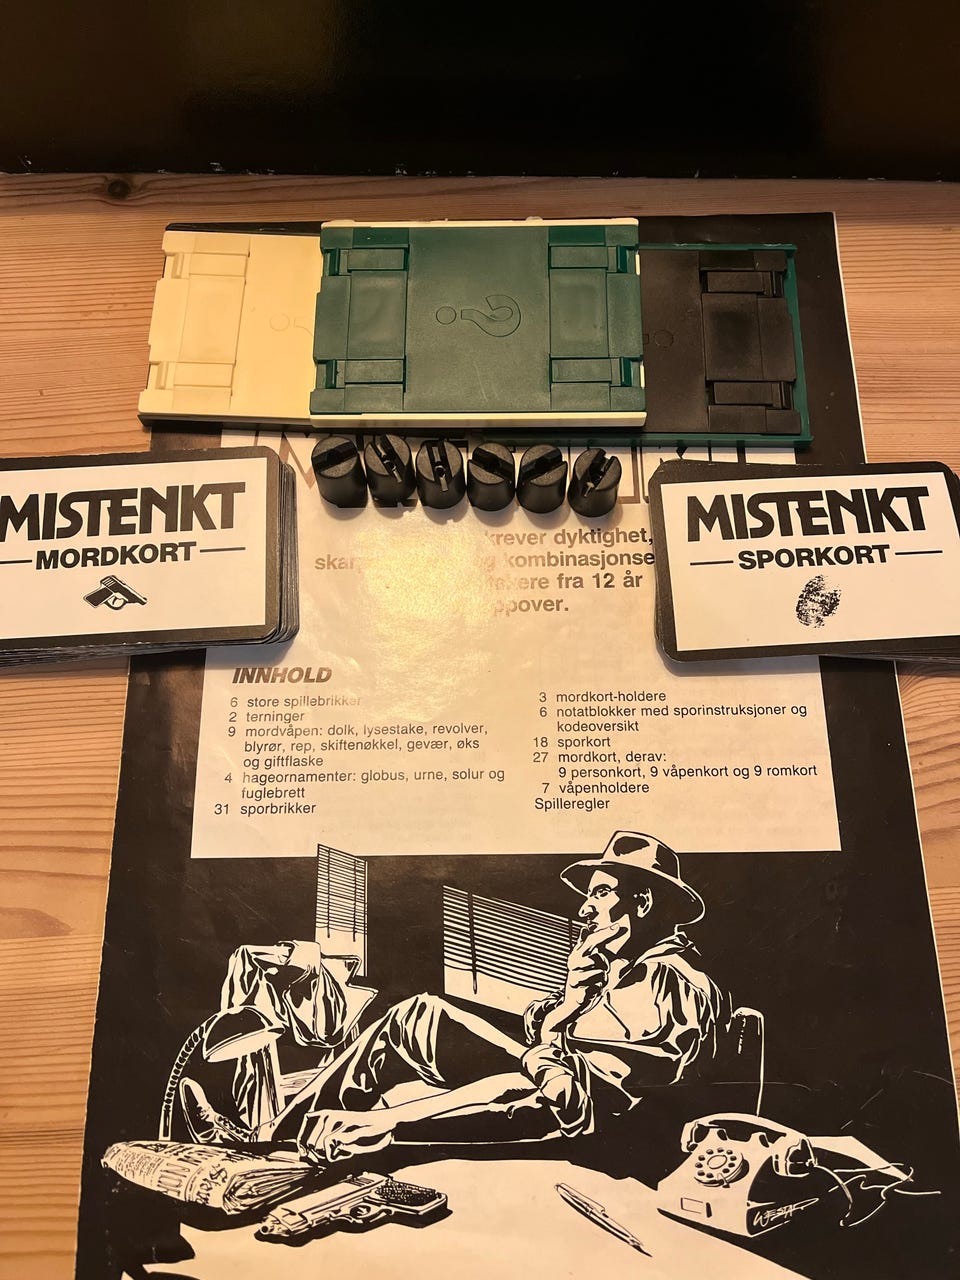 MISTENKT
MORDKORT
MISTENKT
SPORKORT
krever dyktighet,
kombinasjonse
fra 12 år
oppover.
INNHOLD
6 store spillebrikker
2 terninger
9 mordvåpen: dolk, lysestake, revolver,
blyrør, rep, skiftenøkkel, gevær, øks
og giftflaske
4 hageornamenter: globus, urne, solur og
fuglebrett
31 sporbrikker
3 mordkort-holdere
6 notatblokker med sporinstruksjoner og
kodeoversikt
18 sporkort
27 mordkort, derav:
9 personkort, 9 våpenkort og 9 romkort
7 våpenholdere
Spilleregler